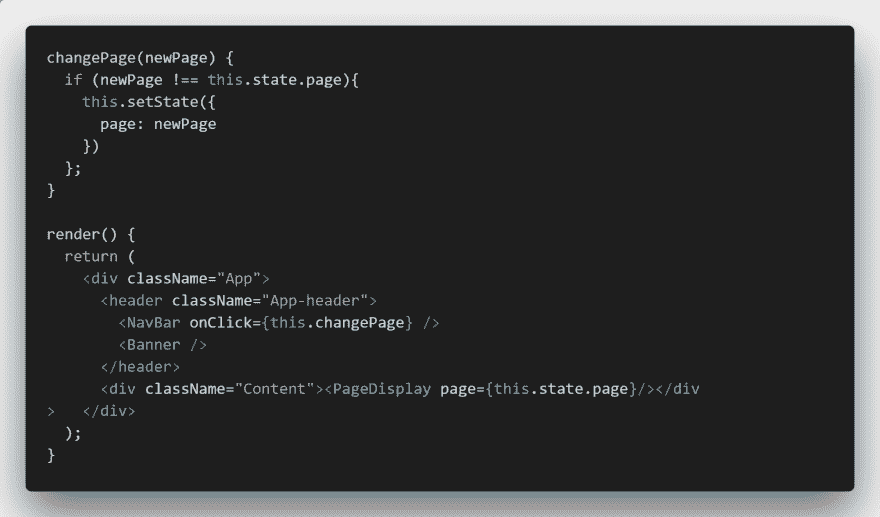 changePage(newPage) {
  if (newPage !== this.state.page){
    this.setState({
      page: newPage
    })
  };
}

render() {
  return (
    <div className="App">
      <header className="App-header">
        <NavBar onClick={this.changePage} />
        <Banner />
      </header>
      <div className="Content"><PageDisplay page={this.state.page}/></div
>   </div>
  );
}